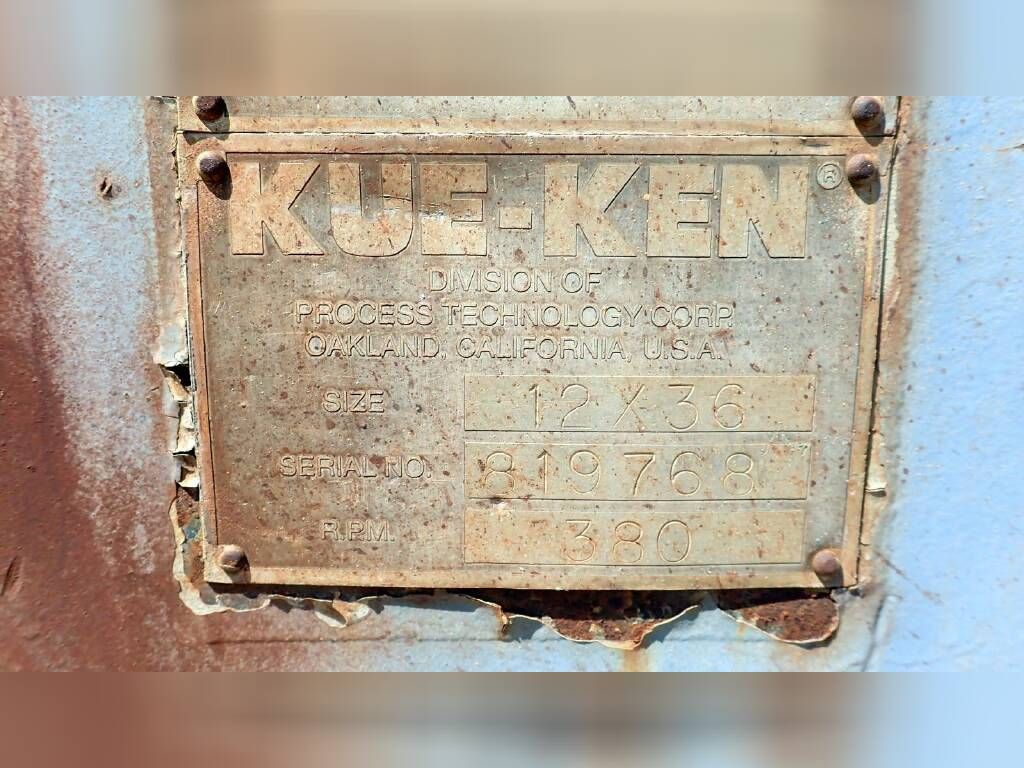 KUE-KEN®
DIVISION OF
PROCESS TECHNOLOGY CORP.
OAKLAND, CALIFORNIA, U.S.A.
SIZE 12 X 36
SERIAL NO. 819768
R.P.M. 380